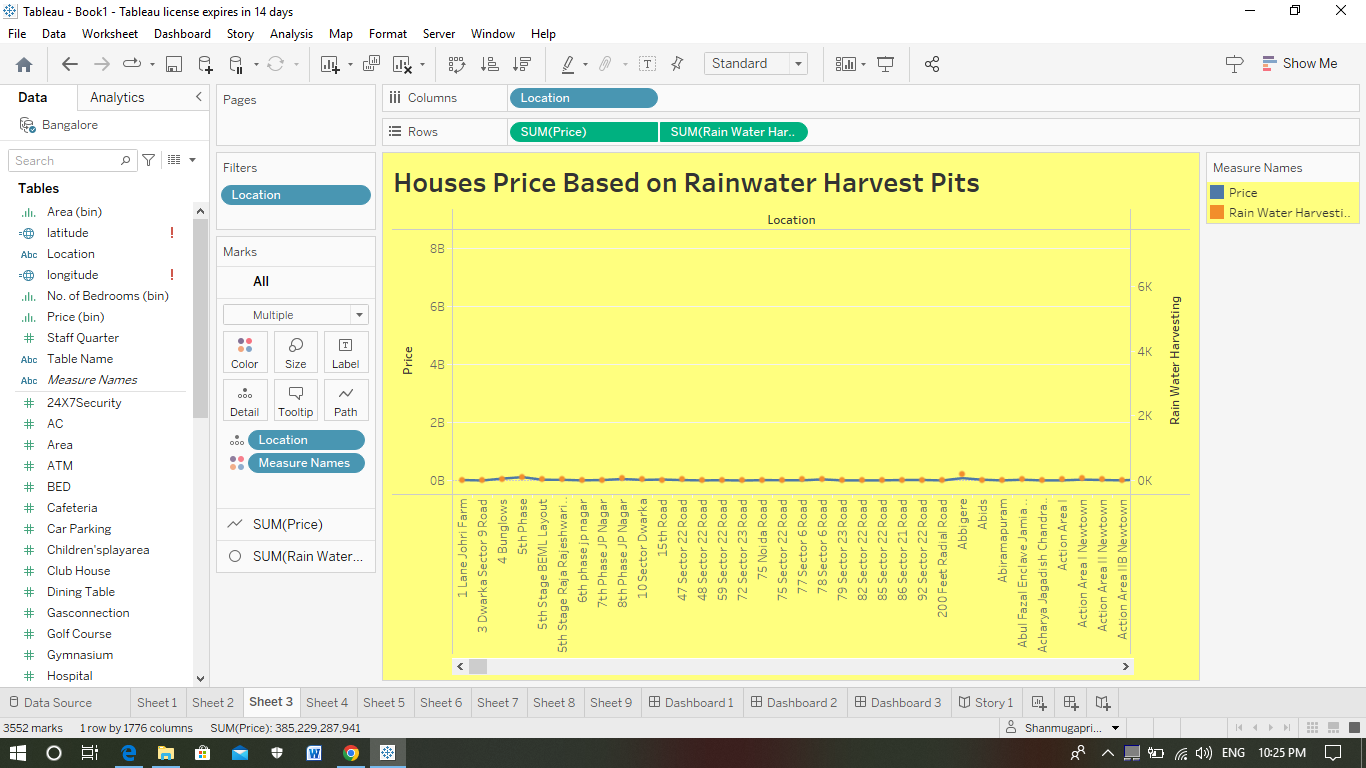 Tableau - Book1 - Tableau license expires in 14 days
File Data Worksheet Dashboard Story Analysis Map Format Server Window Help
Standard
Show Me
Data Analytics
Bangalore
Search
Tables
Area (bin)
latitude !
Abc Location
longitude !
No. of Bedrooms (bin)
Price (bin)
# Staff Quarter
Abc Table Name
Abc Measure Names
# 24X7Security
# AC
# Area
# ATM
# BED
# Cafeteria
# Car Parking
# Children'splayarea
# Club House
# Dining Table
# Gasconnection
# Golf Course
# Gymnasium
# Hospital
Pages
Filters
Location
Marks
All
Multiple
Color Size Label
Detail Tooltip Path
Location
Measure Names
SUM(Price)
SUM(Rain Water...
Columns Location
Rows SUM(Price) SUM(Rain Water Har..
Houses Price Based on Rainwater Harvest Pits
Location
Price
8B
6B
4B
2B
0B
6K
4K
2K
0K
Rain Water Harvesting
1 Lane Johri Farm
3 Dwarka Sector 9 Road
4 Bunglows
5th Phase
5th Stage BEML Layout
5th Stage Raja Rajeshwari ..
6th phase jp nagar
7th Phase JP Nagar
8th Phase JP Nagar
10 Sector Dwarka
15th Road
47 Sector 22 Road
48 Sector 22 Road
59 Sector 22 Road
72 Sector 23 Road
75 Noida Road
75 Sector 22 Road
77 Sector 6 Road
78 Sector 6 Road
79 Sector 23 Road
82 Sector 22 Road
85 Sector 22 Road
86 Sector 21 Road
92 Sector 22 Road
200 Feet Radial Road
Abbigere
Abids
Abiramapuram
Abul Fazal Enclave Jamia ..
Acharya Jagadish Chandra..
Action Area I
Action Area I Newtown
Action Area II Newtown
Action Area IIB Newtown
Measure Names
Price
Rain Water Harvesti..
Data Source Sheet 1 Sheet 2 Sheet 3 Sheet 4 Sheet 5 Sheet 6 Sheet 7 Sheet 8 Sheet 9 Dashboard 1 Dashboard 2 Dashboard 3 Story 1
3552 marks 1 row by 1776 columns SUM(Price): 385,229,287,941 Shanmugapri...
ENG 10:25 PM